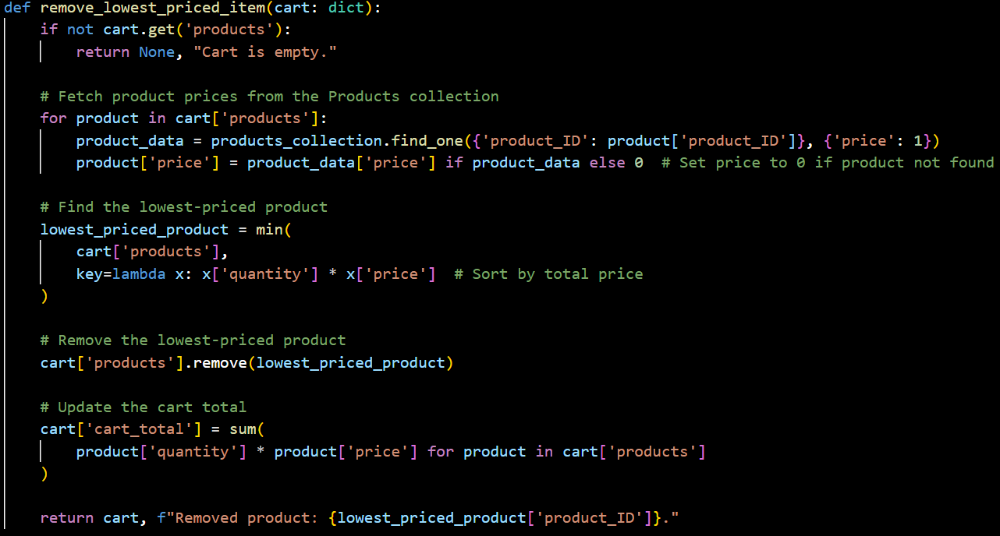 def remove_lowest_priced_item(cart: dict):
    if not cart.get('products'):
        return None, "Cart is empty."
    # Fetch product prices from the Products collection
    for product in cart['products']:
        product_data = products_collection.find_one({'product_ID': product['product_ID']}, {'price': 1})
        product['price'] = product_data['price'] if product_data else 0  # Set price to 0 if product not found
    # Find the lowest-priced product
    lowest_priced_product = min(
        cart['products'],
        key=lambda x: x['quantity'] * x['price']  # Sort by total price
    )
    # Remove the lowest-priced product
    cart['products'].remove(lowest_priced_product)
    # Update the cart total
    cart['cart_total'] = sum(
        product['quantity'] * product['price'] for product in cart['products']
    )
    return cart, f"Removed product: {lowest_priced_product['product_ID']}."